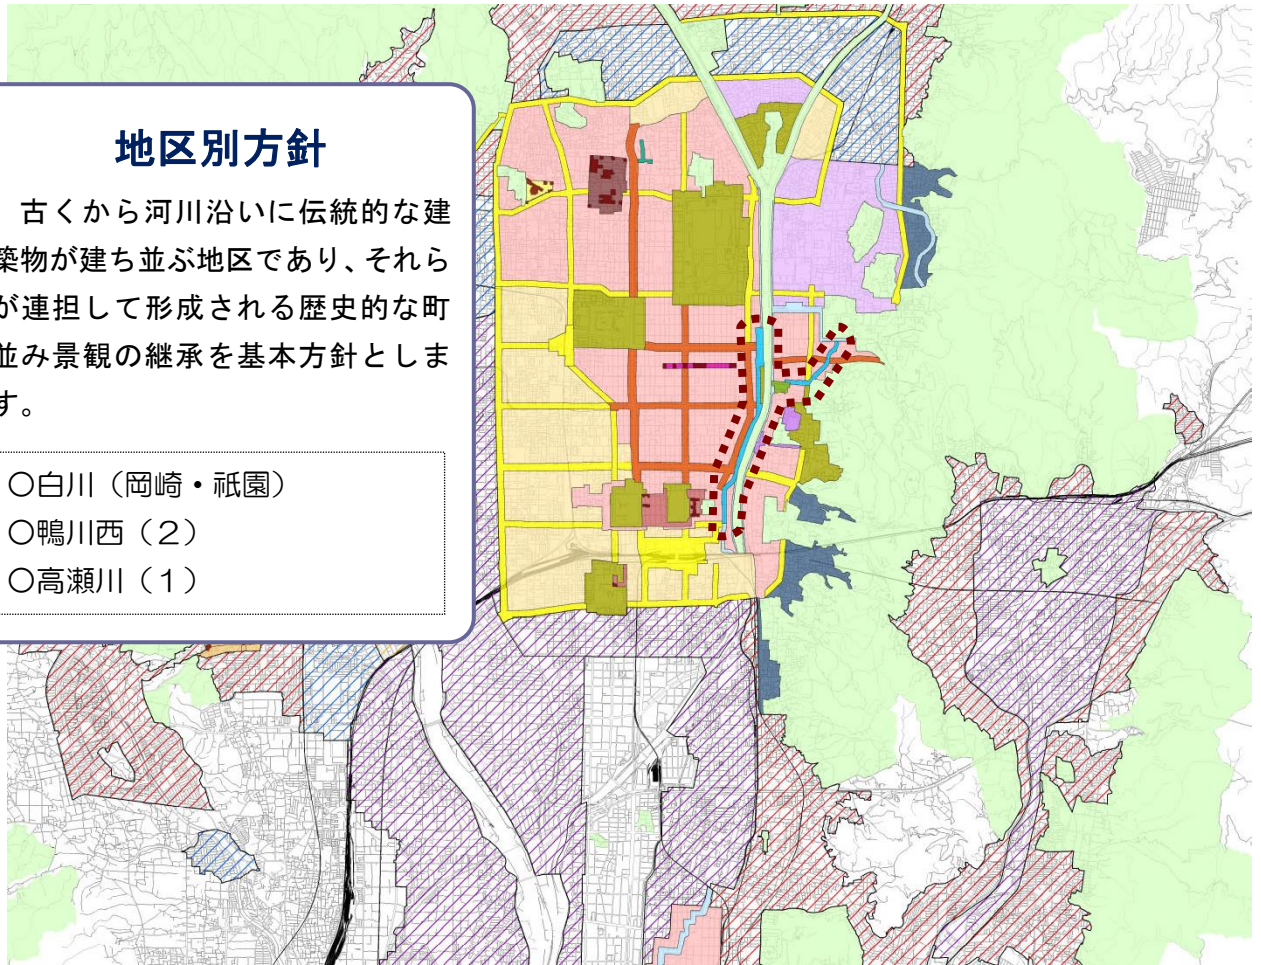 地区別方針
古くから河川沿いに伝統的な建
築物が建ち並ぶ地区であり、それら
が連担して形成される歴史的な町
並み景観の継承を基本方針としま
す。
○白川（岡崎・祇園）
○鴨川西（２）
○高瀬川（１）